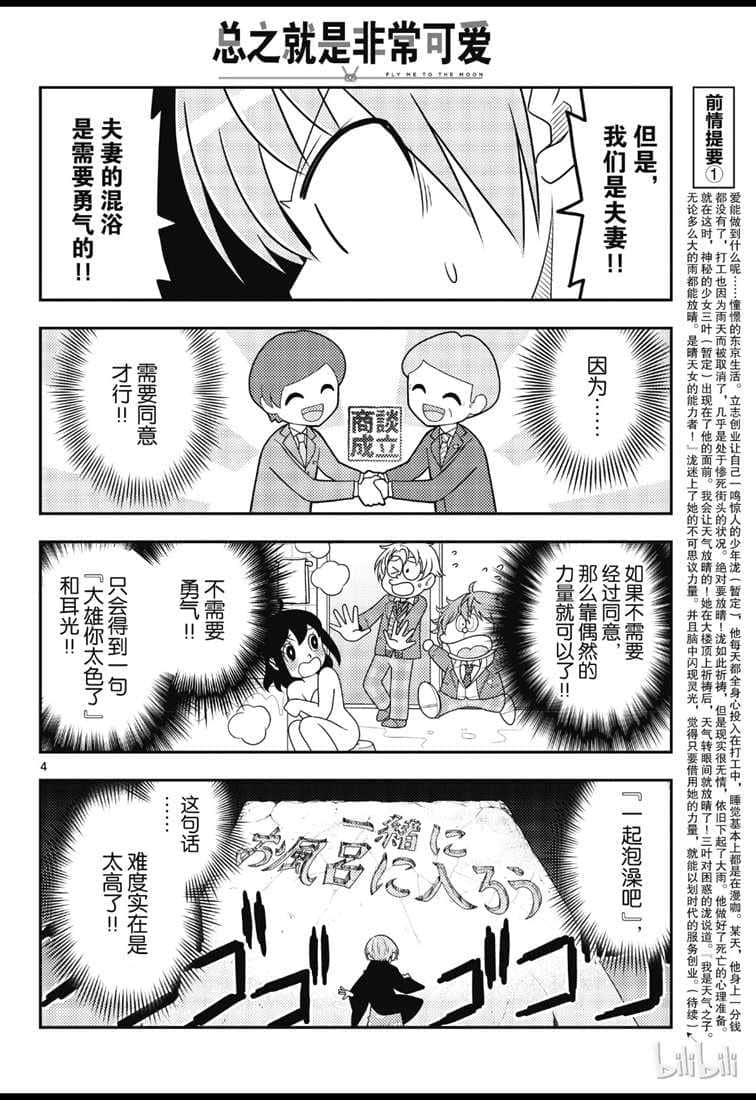 总之就是非常可爱
FLY ME TO THE MOON
前情提要
①
爱能做到什么呢……憧憬的东京生活。立志创业让自己一鸣惊人的少年泷（暂定），他每天都全身心投入在打工中，睡觉基本上都是在漫咖。某天，他身上一分钱
都没有了，打工也因为雨天而被取消了，几乎是处于惨死街头的状况。绝对要放晴！泷如此祈祷，但是现实很无情，依旧下起了大雨。他做好了死亡的心理准备。
就在这时，神秘的少女三叶（暂定）出现在了他的面前。我会让天气放晴的！她在大楼顶上祈祷后，天气转眼间就放晴了！三叶对困惑的泷说道。『我是天气之子。
无论多么大的雨都能放晴。是晴天女的能力者！』泷迷上了她的不可思议力量。并且脑中闪现灵光，觉得只要借用她的力量，就能以划时代的服务创业。（待续）
但是，
我们是夫妻!!
夫妻的混浴
是需要勇气的!!
因为……
商談
成立
需要同意
才行!!
如果不需要
经过同意，
那么靠偶然的
力量就可以了!!
不需要
勇气!!
只会得到一句
『大雄你太色了』
和耳光!!
4
『一起泡澡吧』，
一緒に
お風呂に入ろう
这句话
……
难度实在是
太高了!!
ゴゴゴゴ
bilibili